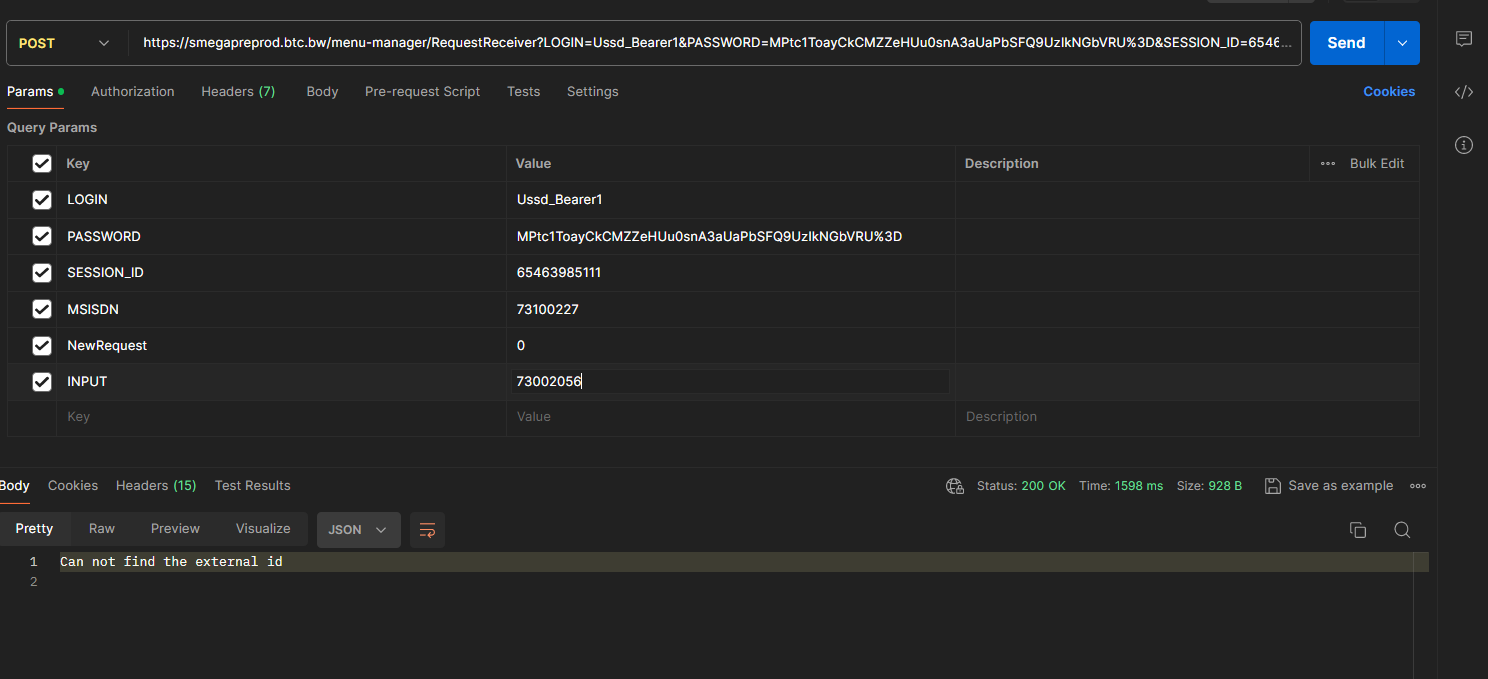 POST
https://smegapreprod.btc.bw/menu-manager/RequestReceiver?LOGIN=Ussd_Bearer1&PASSWORD=MPtc1ToayCkCMZZeHUu0snA3aUaPbSFQ9UzIkNGbVRU%3D&SESSION_ID=6546...
Send
Params Authorization Headers (7) Body Pre-request Script Tests Settings Cookies
Query Params
Key Value Description Bulk Edit
LOGIN Ussd_Bearer1
PASSWORD MPtc1ToayCkCMZZeHUu0snA3aUaPbSFQ9UzIkNGbVRU%3D
SESSION_ID 65463985111
MSISDN 73100227
NewRequest 0
INPUT 73002056
Key Value Description
Body Cookies Headers (15) Test Results Status: 200 OK Time: 1598 ms Size: 928 B Save as example
Pretty Raw Preview Visualize JSON
1 Can not find the external id
2